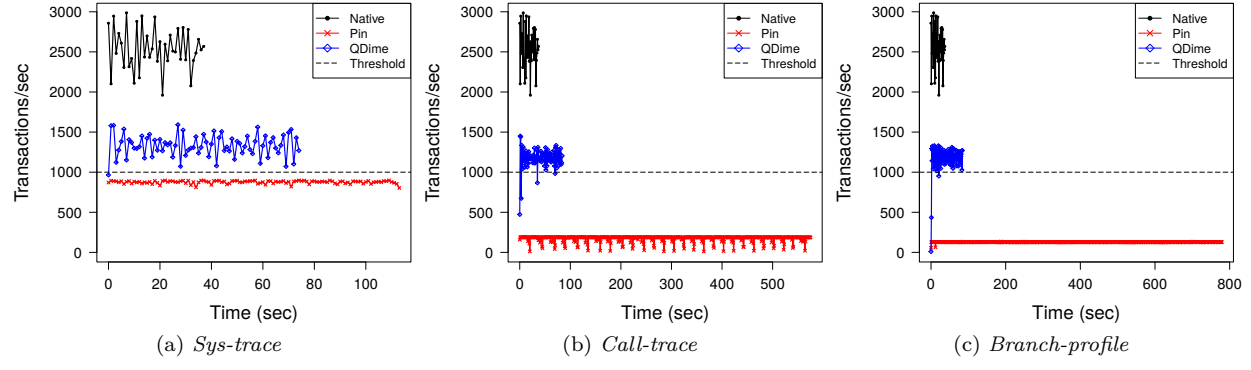 Transactions/sec
3000
2500
2000
1500
1000
500
0
Native
Pin
QDime
Threshold
0 20 40 60 80 100
Time (sec)
(a) Sys-trace
Transactions/sec
3000
2500
2000
1500
1000
500
0
Native
Pin
QDime
Threshold
0 100 200 300 400 500
Time (sec)
(b) Call-trace
Transactions/sec
3000
2500
2000
1500
1000
500
0
Native
Pin
QDime
Threshold
0 200 400 600 800
Time (sec)
(c) Branch-profile